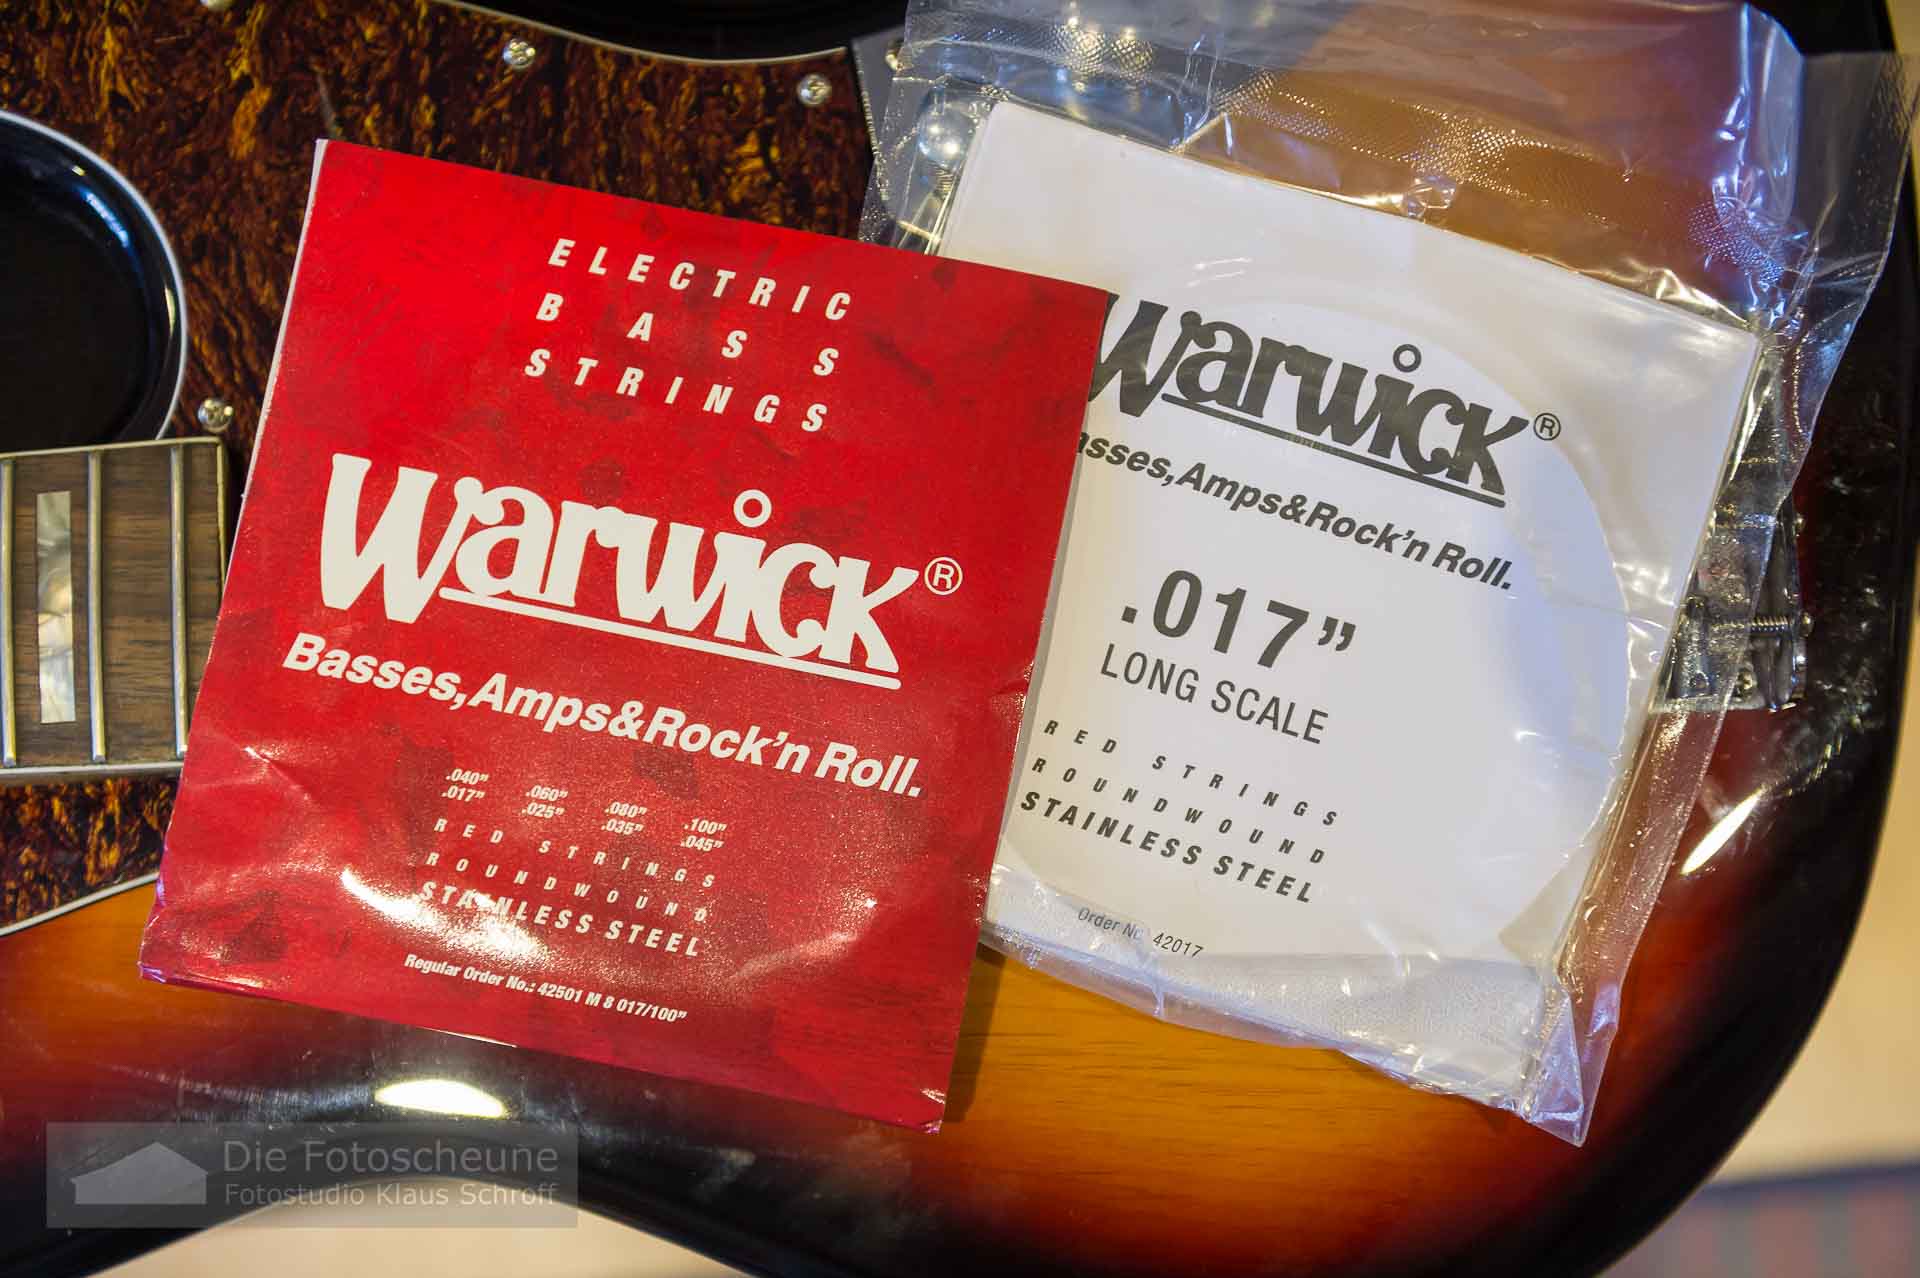 ELECTRIC
BASS
STRINGS
Warwick®
Basses,Amps&Rock'n Roll.
.040" .060" .080" .100"
.017" .025" .035" .045"
RED STRINGS
ROUNDWOUND
STAINLESS STEEL
Regular Order No.: 42501 M 8 017/100"
Warwick®
asses,Amps&Rock'n Roll.
.017"
LONG SCALE
RED STRINGS
ROUNDWOUND
STAINLESS STEEL
Order No 42017
Die Fotoscheune
Fotostudio Klaus Schroff